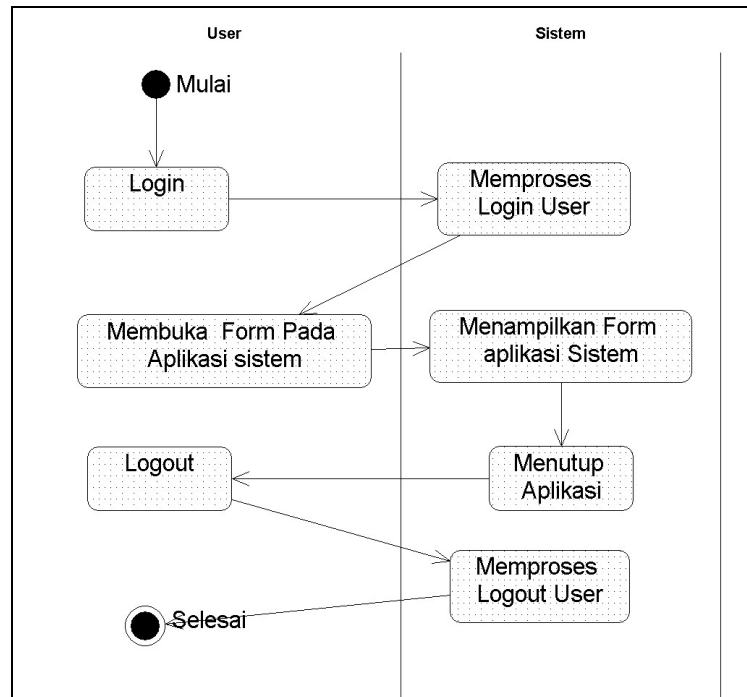 User
Sistem
Mulai
Login
Memproses
Login User
Membuka Form Pada
Aplikasi sistem
Menampilkan Form
aplikasi Sistem
Logout
Menutup
Aplikasi
Memproses
Logout User
Selesai